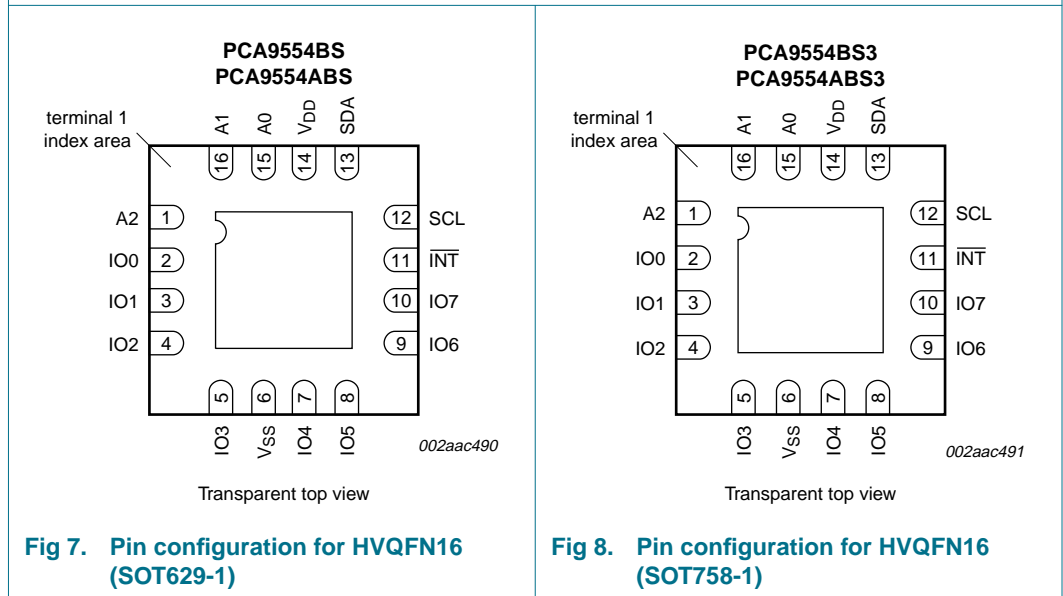 PCA9554BS
PCA9554ABS
terminal 1
index area
A1
A0
VDD
SDA
16
15
14
13
A2 1
12 SCL
IO0 2
11 INT
IO1 3
10 IO7
IO2 4
9 IO6
5
6
7
8
IO3
VSS
IO4
IO5
002aac490
Transparent top view
Fig 7. Pin configuration for HVQFN16
(SOT629-1)
PCA9554BS3
PCA9554ABS3
terminal 1
index area
A1
A0
VDD
SDA
16
15
14
13
A2 1
12 SCL
IO0 2
11 INT
IO1 3
10 IO7
IO2 4
9 IO6
5
6
7
8
IO3
VSS
IO4
IO5
002aac491
Transparent top view
Fig 8. Pin configuration for HVQFN16
(SOT758-1)